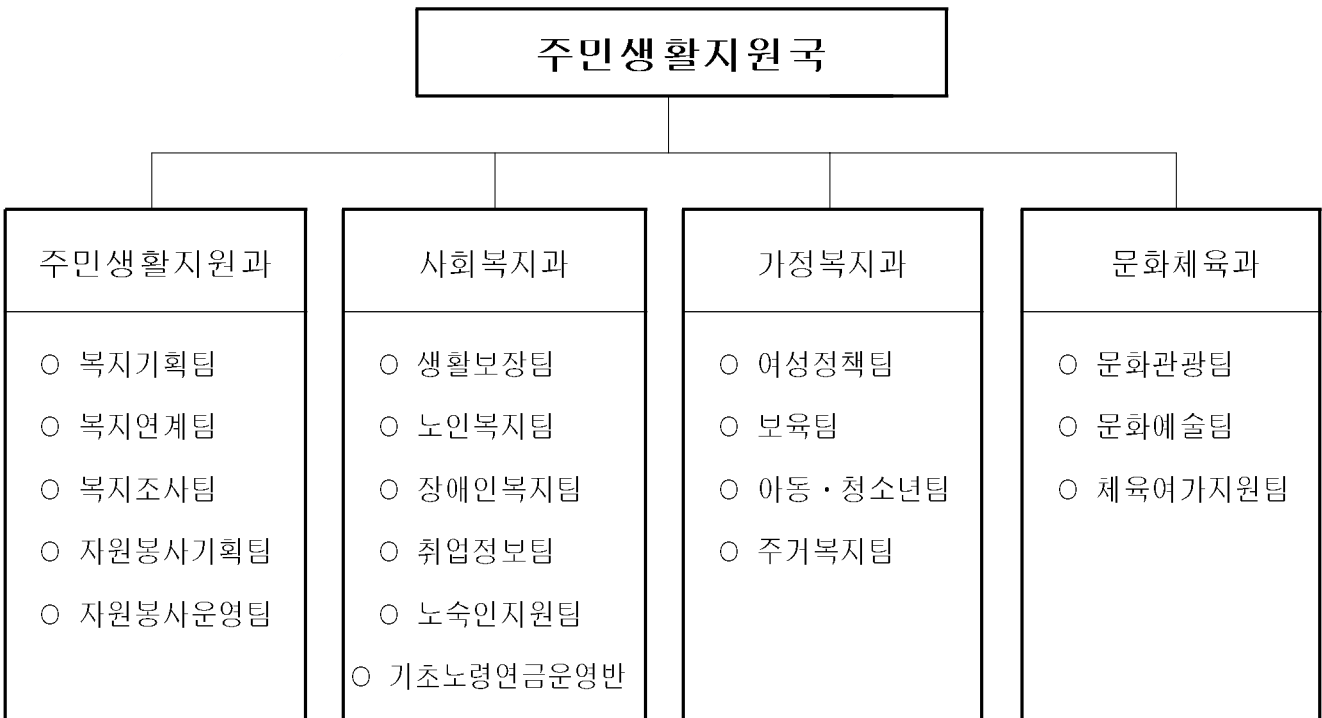 주민생활지원국
주민생활지원과
○ 복지기획팀
○ 복지연계팀
○ 복지조사팀
○ 자원봉사기획팀
○ 자원봉사운영팀
사회복지과
○ 생활보장팀
○ 노인복지팀
○ 장애인복지팀
○ 취업정보팀
○ 노숙인지원팀
○ 기초노령연금운영반
가정복지과
○ 여성정책팀
○ 보육팀
○ 아동·청소년팀
○ 주거복지팀
문화체육과
○ 문화관광팀
○ 문화예술팀
○ 체육여가지원팀